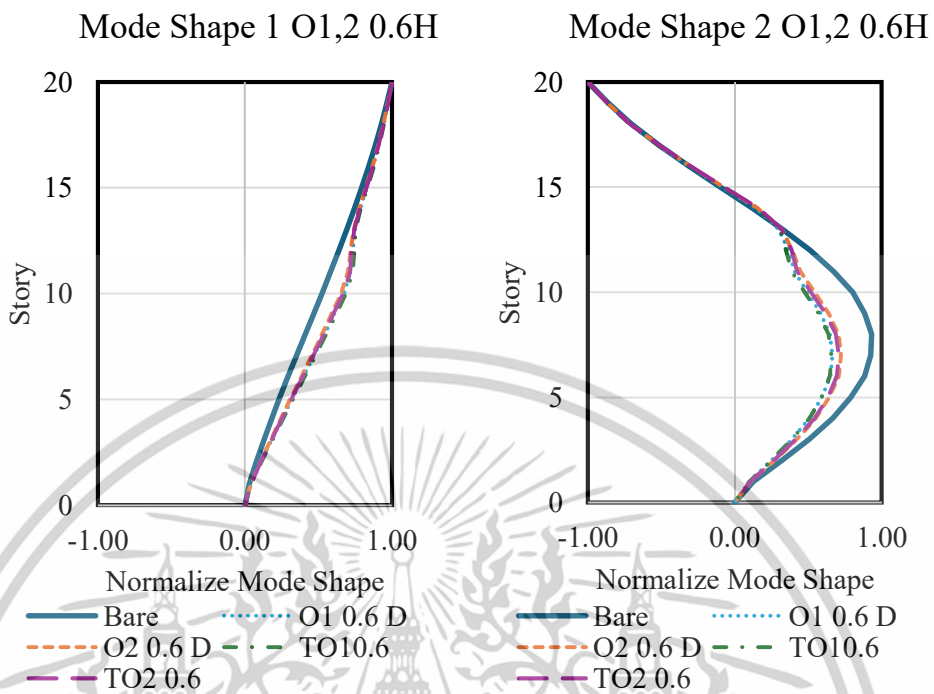 Mode Shape 1 O1,2 0.6H
20
15
10
5
0
Story
-1.00 0.00 1.00
Normalize Mode Shape
Bare O1 0.6 D
O2 0.6 D TO10.6
TO2 0.6
Mode Shape 2 O1,2 0.6H
20
15
10
5
0
Story
-1.00 0.00 1.00
Normalize Mode Shape
Bare O1 0.6 D
O2 0.6 D TO10.6
TO2 0.6